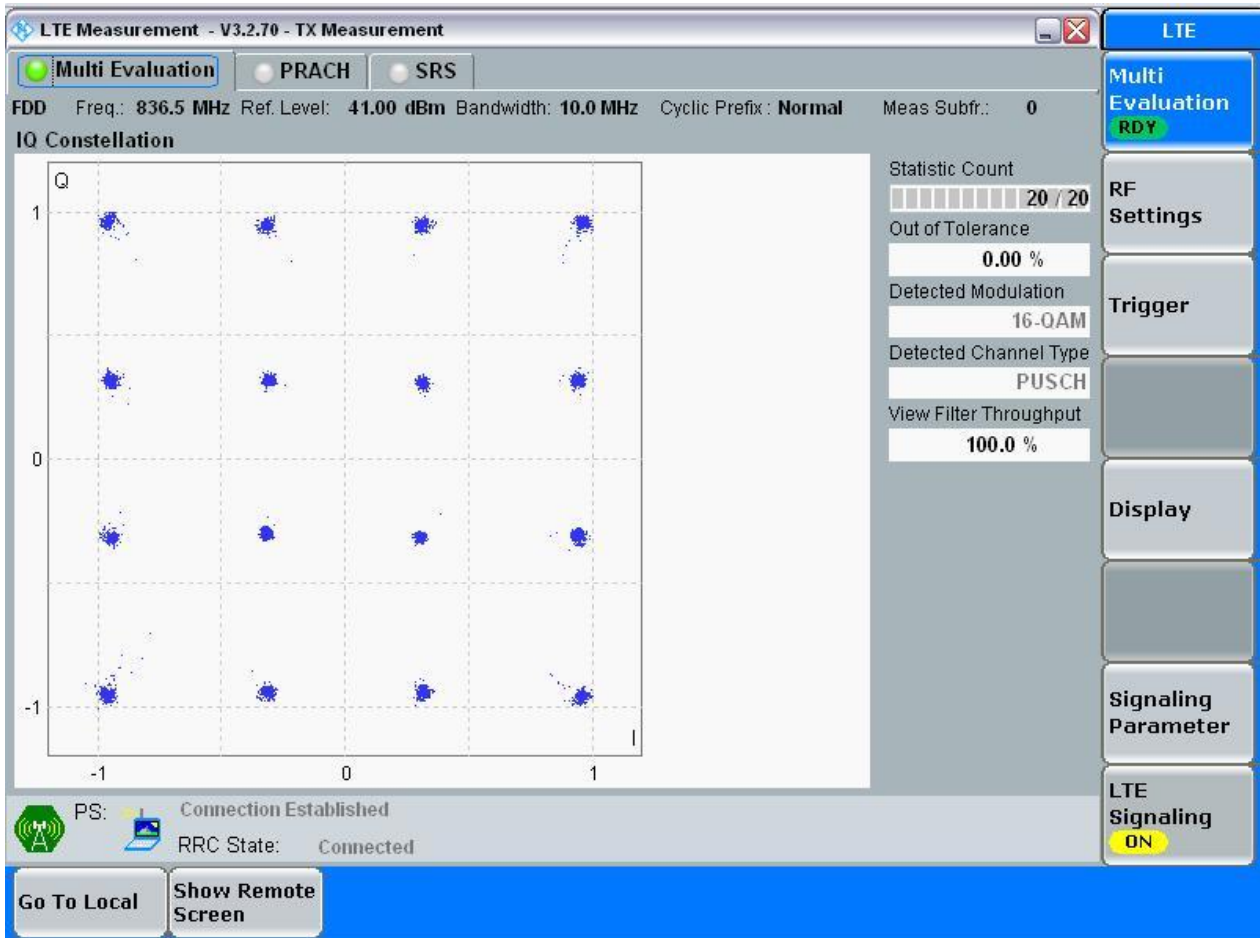 LTE Measurement - V3.2.70 - TX Measurement
LTE
Multi Evaluation PRACH SRS
FDD Freq.: 836.5 MHz Ref. Level: 41.00 dBm Bandwidth: 10.0 MHz Cyclic Prefix : Normal Meas Subfr.: 0
IQ Constellation
Q
1
0
-1
I
-1 0 1
Statistic Count
20 / 20
Out of Tolerance
0.00 %
Detected Modulation
16-QAM
Detected Channel Type
PUSCH
View Filter Throughput
100.0 %
Multi
Evaluation
RDY
RF
Settings
Trigger
Display
Signaling
Parameter
LTE
Signaling
ON
PS: Connection Established
RRC State: Connected
Go To Local
Show Remote
Screen